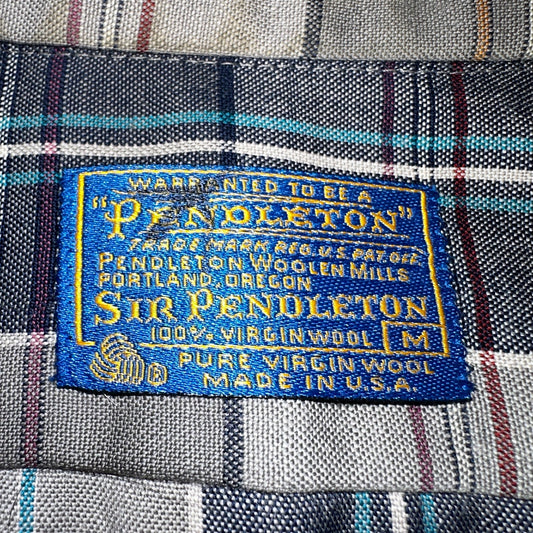 WARRANTED TO BE A
"PENDLETON"
TRADE MARK REG. U.S. PAT. OFF.
PENDLETON WOOLEN MILLS
PORTLAND, OREGON
SIR PENDLETON
100% VIRGIN WOOL M
® PURE VIRGIN WOOL
MADE IN U.S.A.